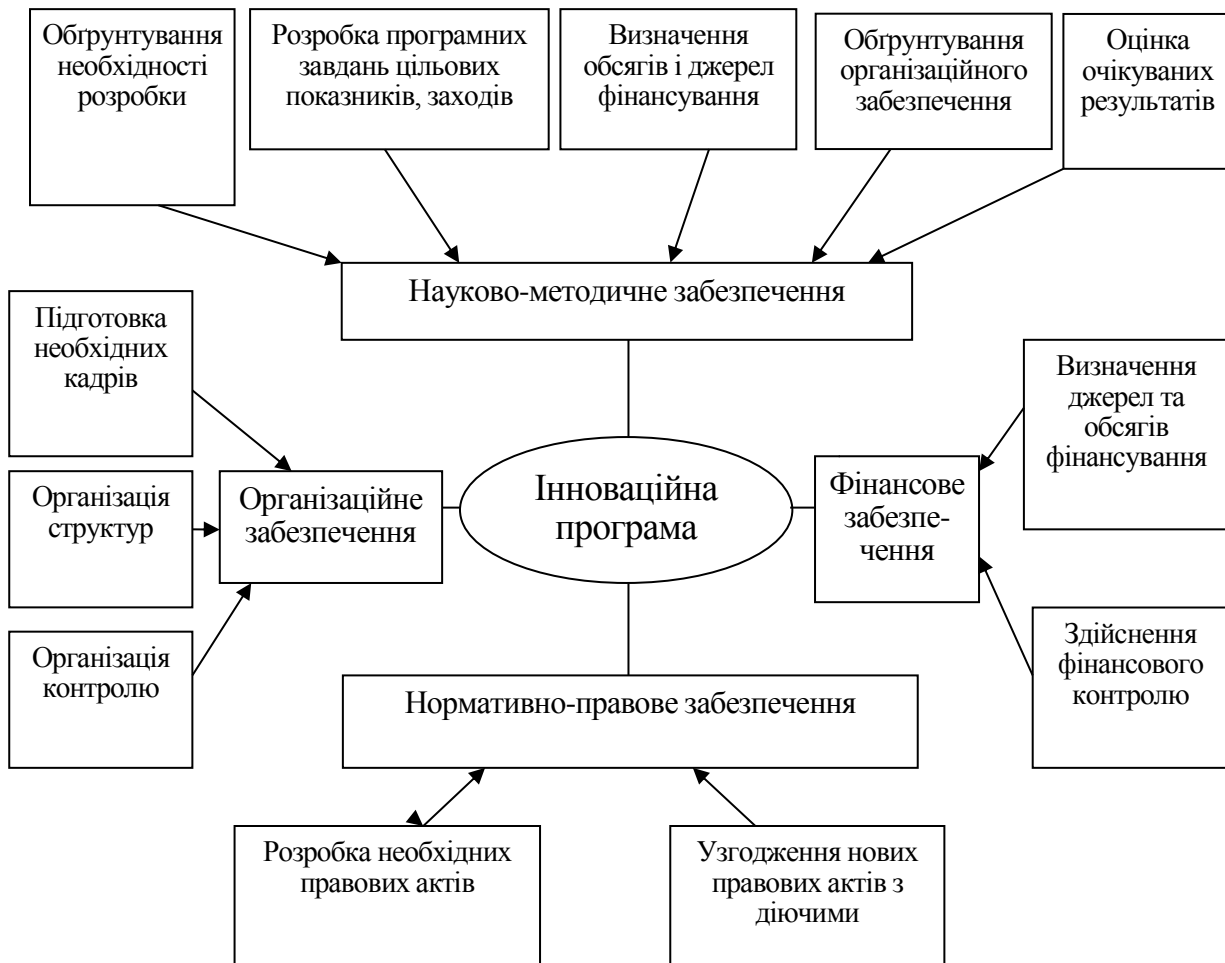 Обґрунтування
необхідності
розробки
Розробка програмних
завдань цільових
показників, заходів
Визначення
обсягів і джерел
фінансування
Обґрунтування
організаційного
забезпечення
Оцінка
очікуваних
результатів
Науково-методичне забезпечення
Підготовка
необхідних
кадрів
Організація
структур
Організація
контролю
Організаційне
забезпечення
Інноваційна
програма
Фінансове
забезпе-
чення
Визначення
джерел та
обсягів
фінансування
Здійснення
фінансового
контролю
Нормативно-правове забезпечення
Розробка необхідних
правових актів
Узгодження нових
правових актів з
діючими